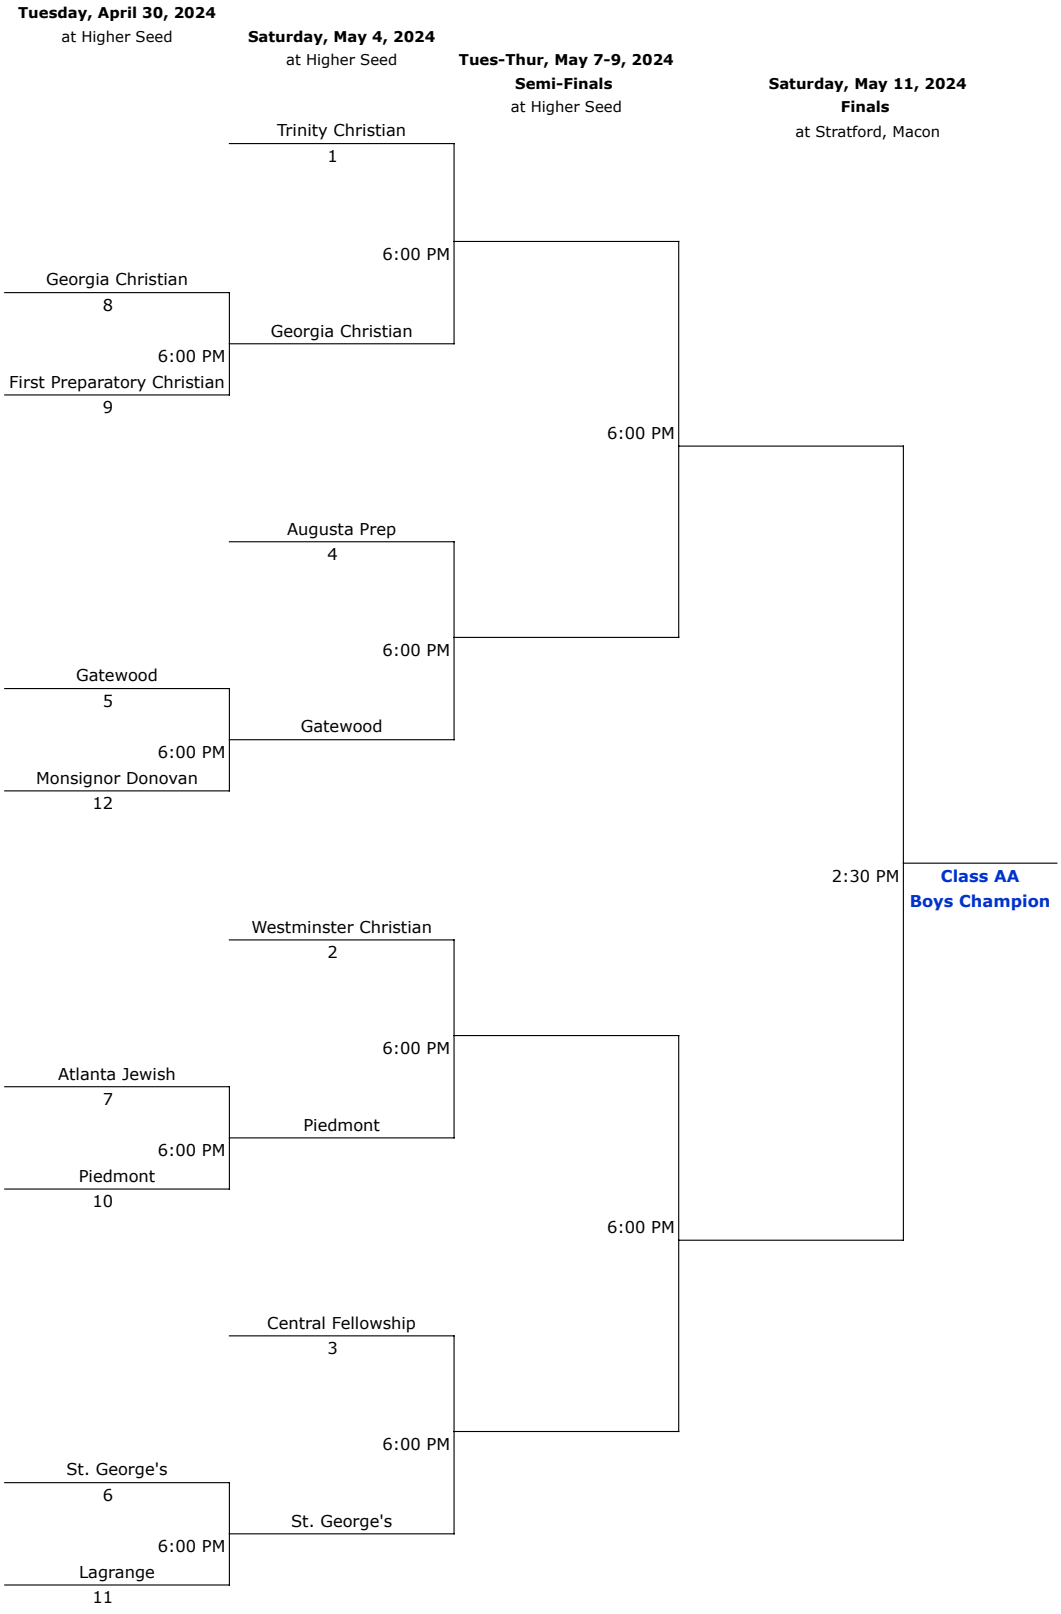 Tuesday, April 30, 2024
at Higher Seed
Saturday, May 4, 2024
at Higher Seed
Tues-Thur, May 7-9, 2024
Semi-Finals
at Higher Seed
Saturday, May 11, 2024
Finals
at Stratford, Macon
Trinity Christian
1
6:00 PM
Georgia Christian
8
Georgia Christian
6:00 PM
First Preparatory Christian
9
6:00 PM
Augusta Prep
4
6:00 PM
Gatewood
5
Gatewood
6:00 PM
Monsignor Donovan
12
2:30 PM
Class AA
Boys Champion
Westminster Christian
2
6:00 PM
Atlanta Jewish
7
Piedmont
6:00 PM
Piedmont
10
6:00 PM
Central Fellowship
3
6:00 PM
St. George's
6
St. George's
6:00 PM
Lagrange
11